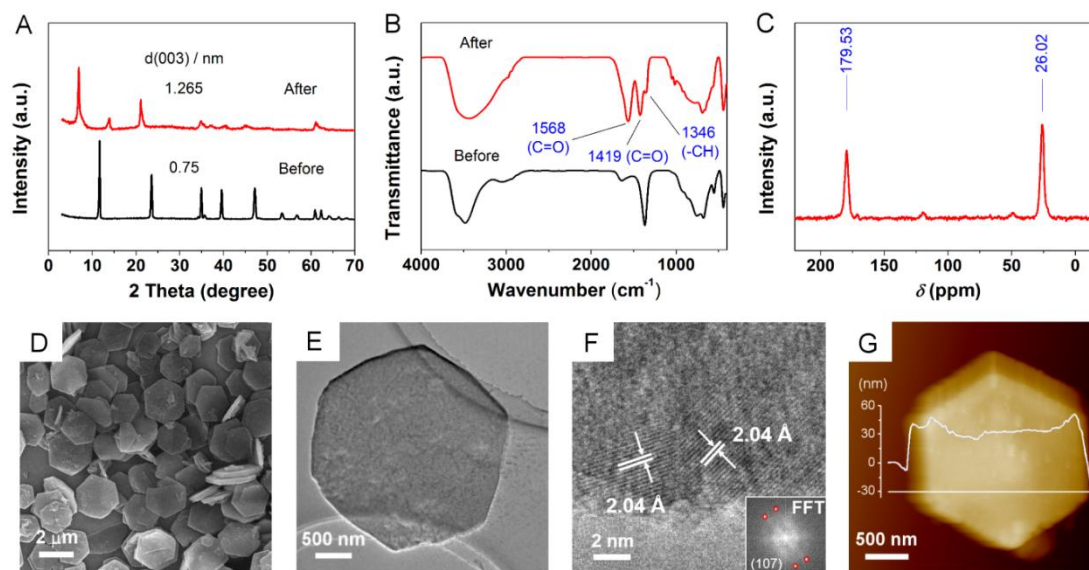 A
d(003) / nm
1.265
After
0.75
Before
Intensity (a.u.)
0 10 20 30 40 50 60 70
2 Theta (degree)
B
After
1568
(C=O)
1419 (C=O)
1346
(-CH)
Before
Transmittance (a.u.)
4000 3000 2000 1000
Wavenumber (cm⁻¹)
C
179.53
26.02
Intensity (a.u.)
200 150 100 50 0
δ (ppm)
D
2 μm
E
500 nm
F
2.04 Å
2.04 Å
2 nm
FFT
(107)
G
(nm)
60
30
0
-30
500 nm